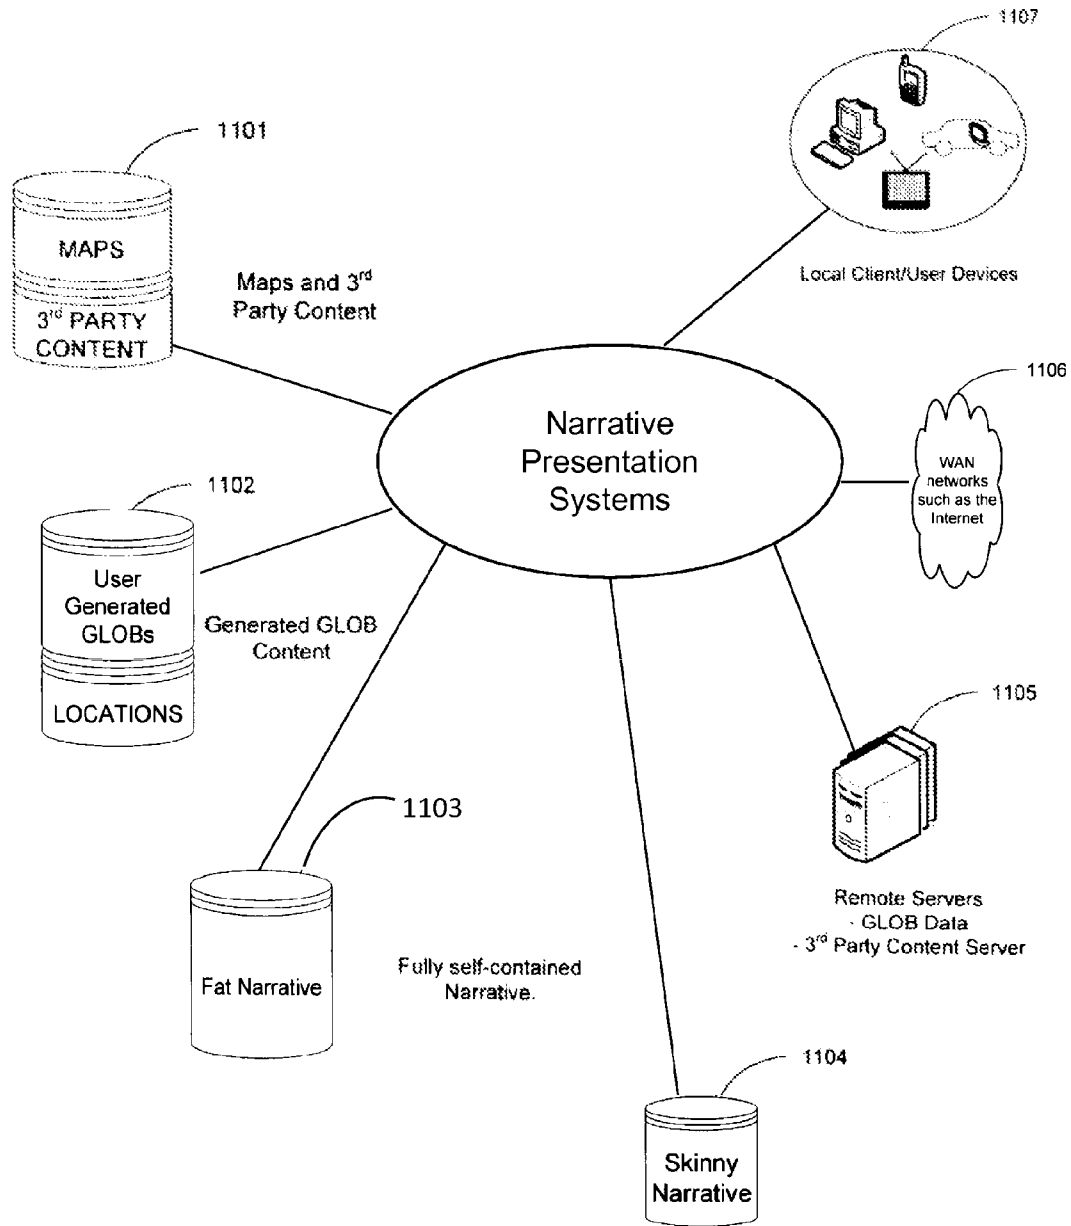 1107
1101
MAPS
3rd PARTY
CONTENT
Maps and 3rd
Party Content
Local Client/User Devices
Narrative
Presentation
Systems
1106
WAN
networks
such as the
Internet
1102
User
Generated
GLOBs
LOCATIONS
Generated GLOB
Content
1105
Remote Servers
- GLOB Data
- 3rd Party Content Server
1103
Fat Narrative
Fully self-contained
Narrative.
1104
Skinny
Narrative